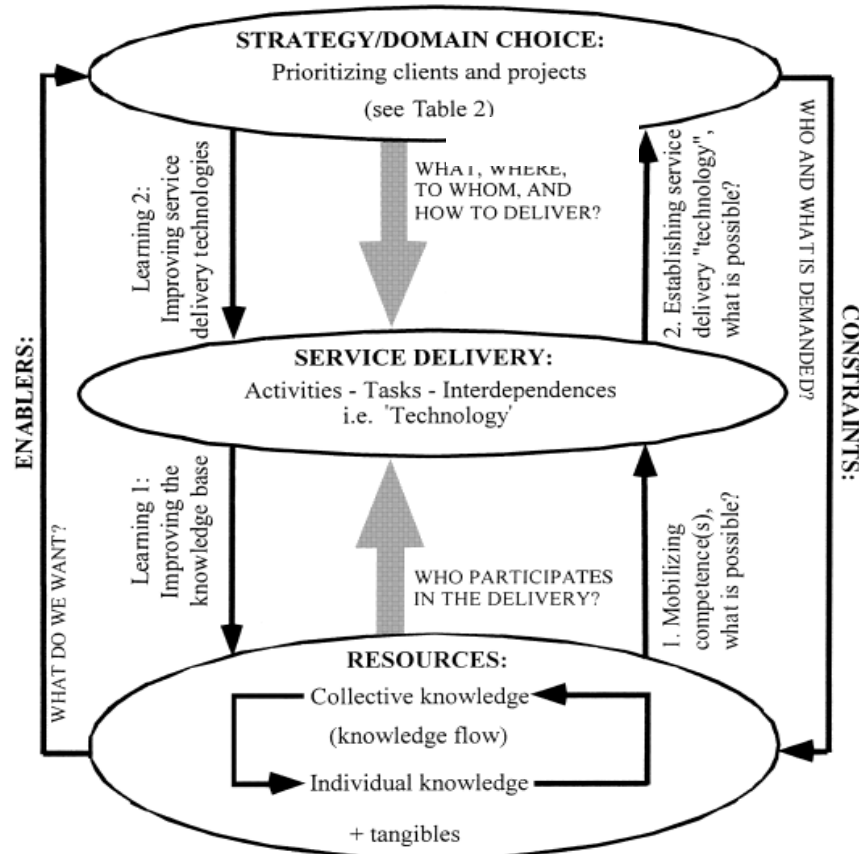 STRATEGY/DOMAIN CHOICE:
Prioritizing clients and projects
(see Table 2)
Learning 2:
Improving service
delivery technologies
WHAT, WHERE,
TO WHOM, AND
HOW TO DELIVER?
2. Establishing service
delivery "technology",
what is possible?
WHO AND WHAT IS DEMANDED?
CONSTRAINTS:
ENABLERS:
WHAT DO WE WANT?
SERVICE DELIVERY:
Activities - Tasks - Interdependences
i.e. 'Technology'
Learning 1:
Improving the
knowledge base
WHO PARTICIPATES
IN THE DELIVERY?
1. Mobilizing
competence(s),
what is possible?
RESOURCES:
Collective knowledge
(knowledge flow)
Individual knowledge
+ tangibles